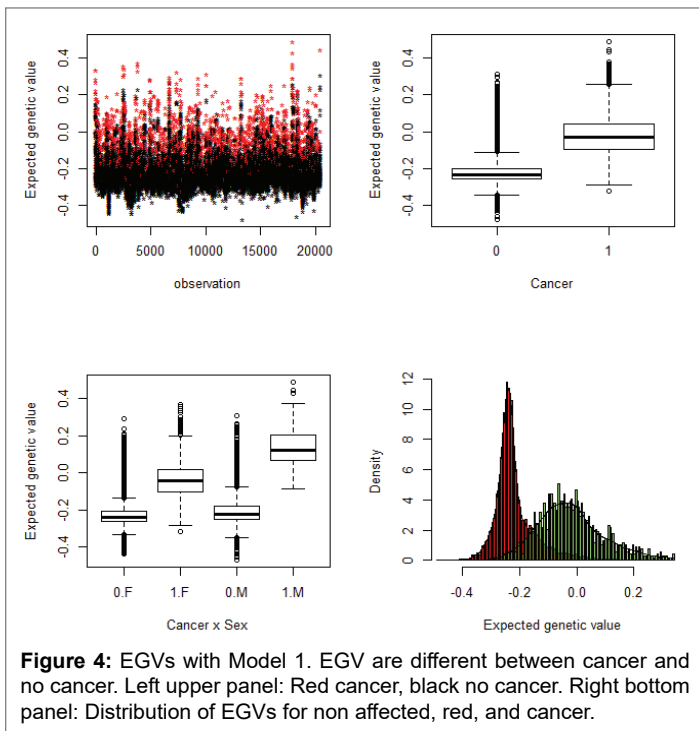 Expected genetic value
0.4
0.2
0.0
-0.2
-0.4
0 5000 10000 15000 20000
observation
Expected genetic value
0.4
0.2
0.0
-0.2
-0.4
0 1
Cancer
Expected genetic value
0.4
0.2
0.0
-0.2
-0.4
0.F 1.F 0.M 1.M
Cancer x Sex
Density
12
10
8
6
4
2
0
-0.4 -0.2 0.0 0.2
Expected genetic value
Figure 4: EGVs with Model 1. EGV are different between cancer and
no cancer. Left upper panel: Red cancer, black no cancer. Right bottom
panel: Distribution of EGVs for non affected, red, and cancer.